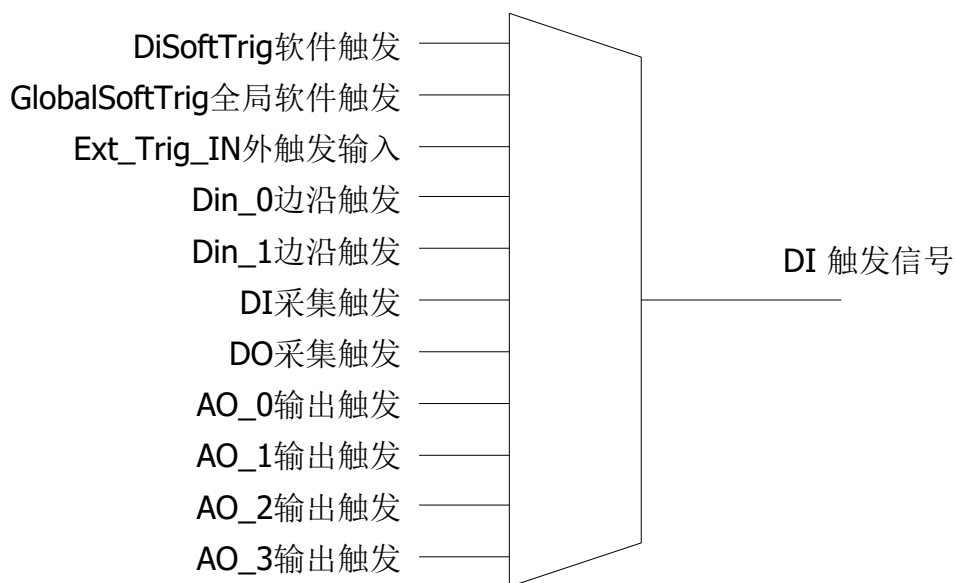 DiSoftTrig软件触发
GlobalSoftTrig全局软件触发
Ext_Trig_IN外触发输入
Din_0边沿触发
Din_1边沿触发
DI 触发信号
DI采集触发
DO采集触发
AO_0输出触发
AO_1输出触发
AO_2输出触发
AO_3输出触发